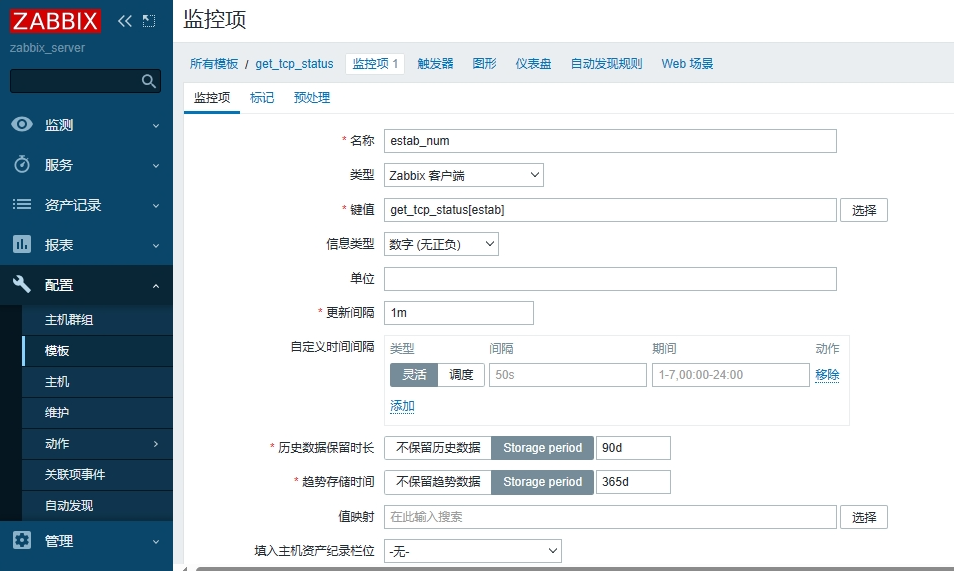 ZABBIX
zabbix_server
监测
服务
资产记录
报表
配置
主机群组
模板
主机
维护
动作
关联项事件
自动发现
管理
监控项
所有模板 / get_tcp_status 监控项 1 触发器 图形 仪表盘 自动发现规则 Web 场景
监控项 标记 预处理
* 名称 estab_num
类型 Zabbix 客户端
* 键值 get_tcp_status[estab] 选择
信息类型 数字 (无正负)
单位
* 更新间隔 1m
自定义时间间隔 类型 间隔 期间 动作
灵活 调度 50s 1-7,00:00-24:00 移除
添加
* 历史数据保留时长 不保留历史数据 Storage period 90d
* 趋势存储时间 不保留趋势数据 Storage period 365d
值映射 在此输入搜索 选择
填入主机资产纪录栏位 -无-